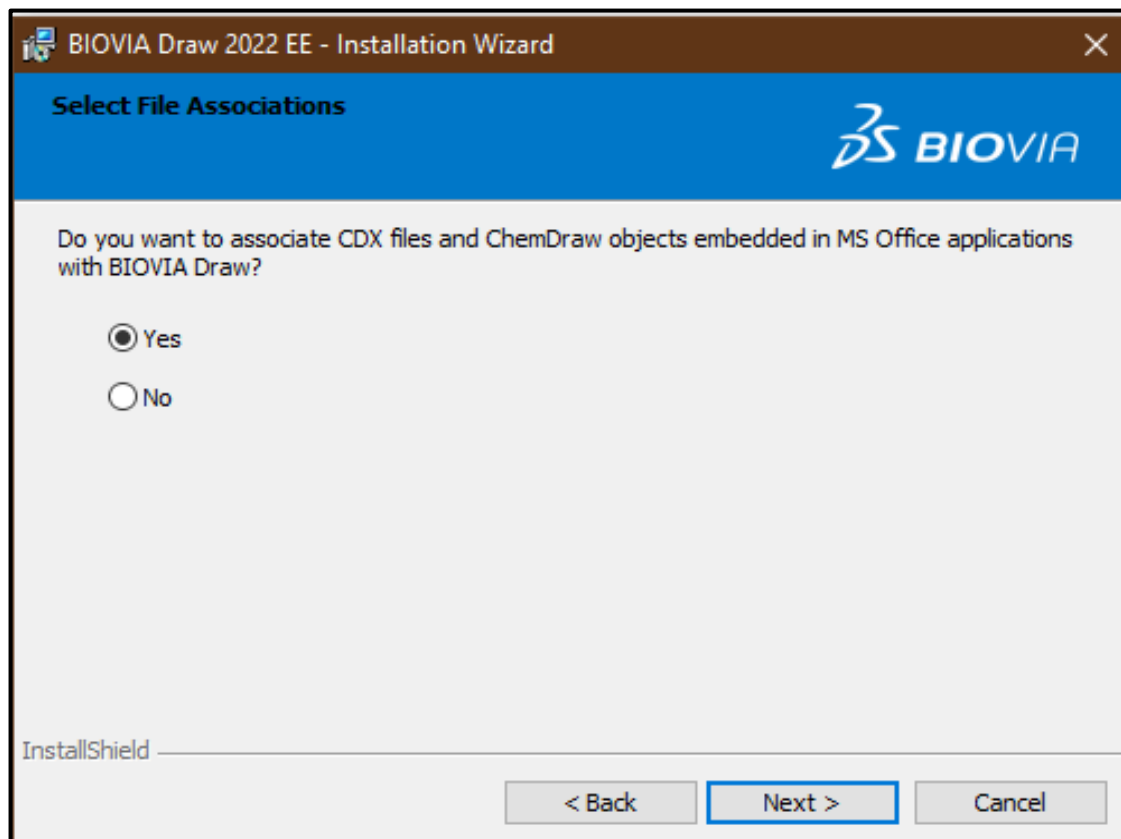 BIOVIA Draw 2022 EE - Installation Wizard
Select File Associations
3DS BIOVIA
Do you want to associate CDX files and ChemDraw objects embedded in MS Office applications
with BIOVIA Draw?
Yes
No
InstallShield
< Back
Next >
Cancel